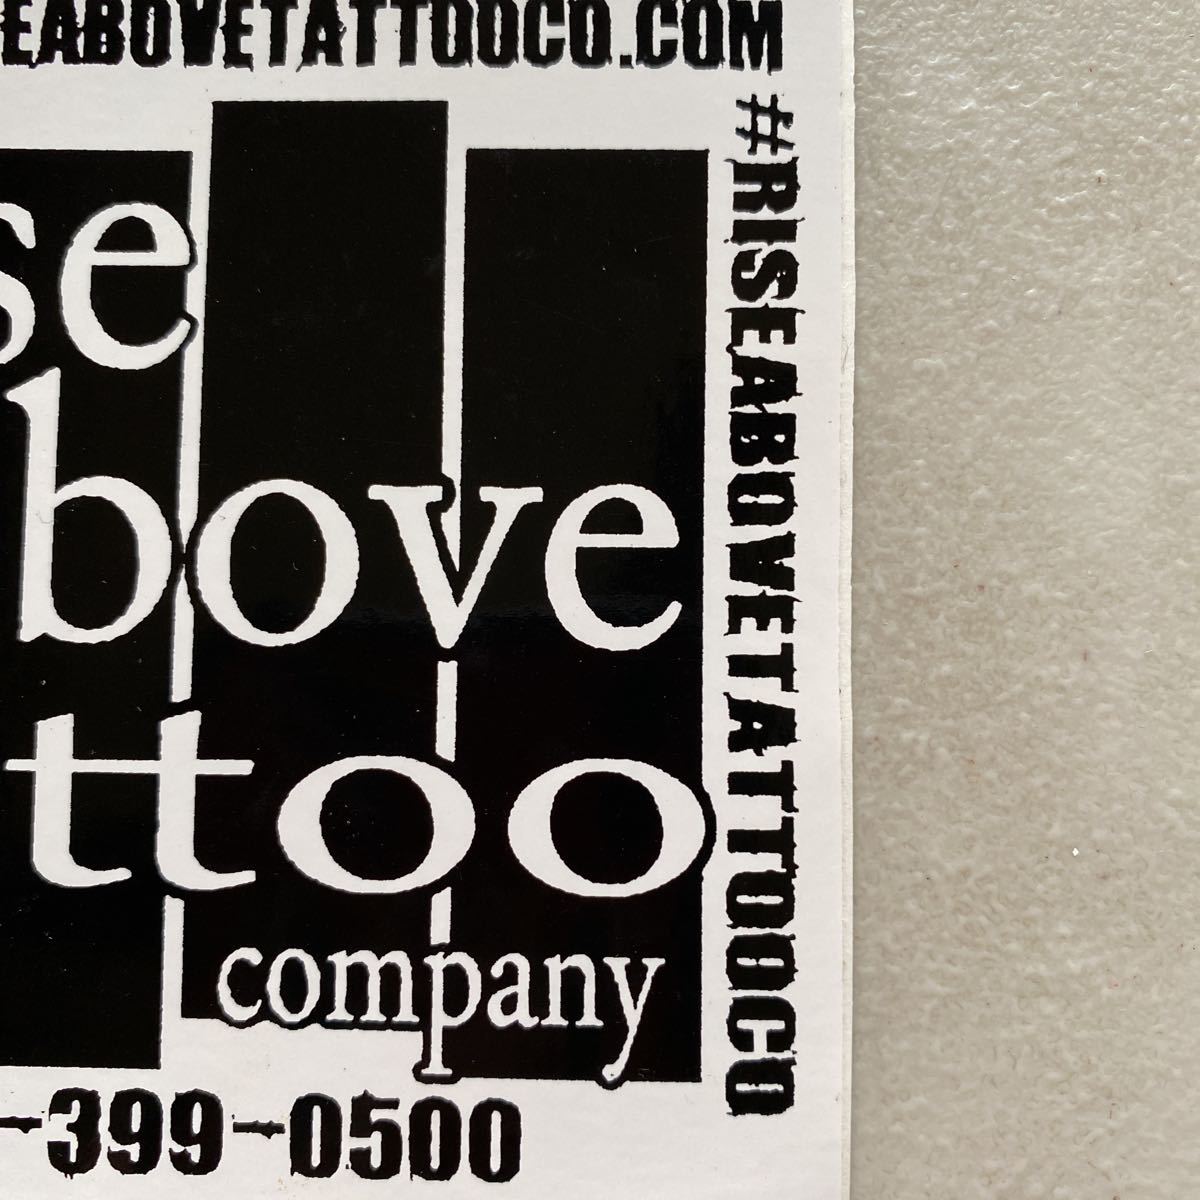 EABOVETATTOOCO.COM
#RISEABOVETATTOOCO
se
bove
ttoo
company
-399-0500